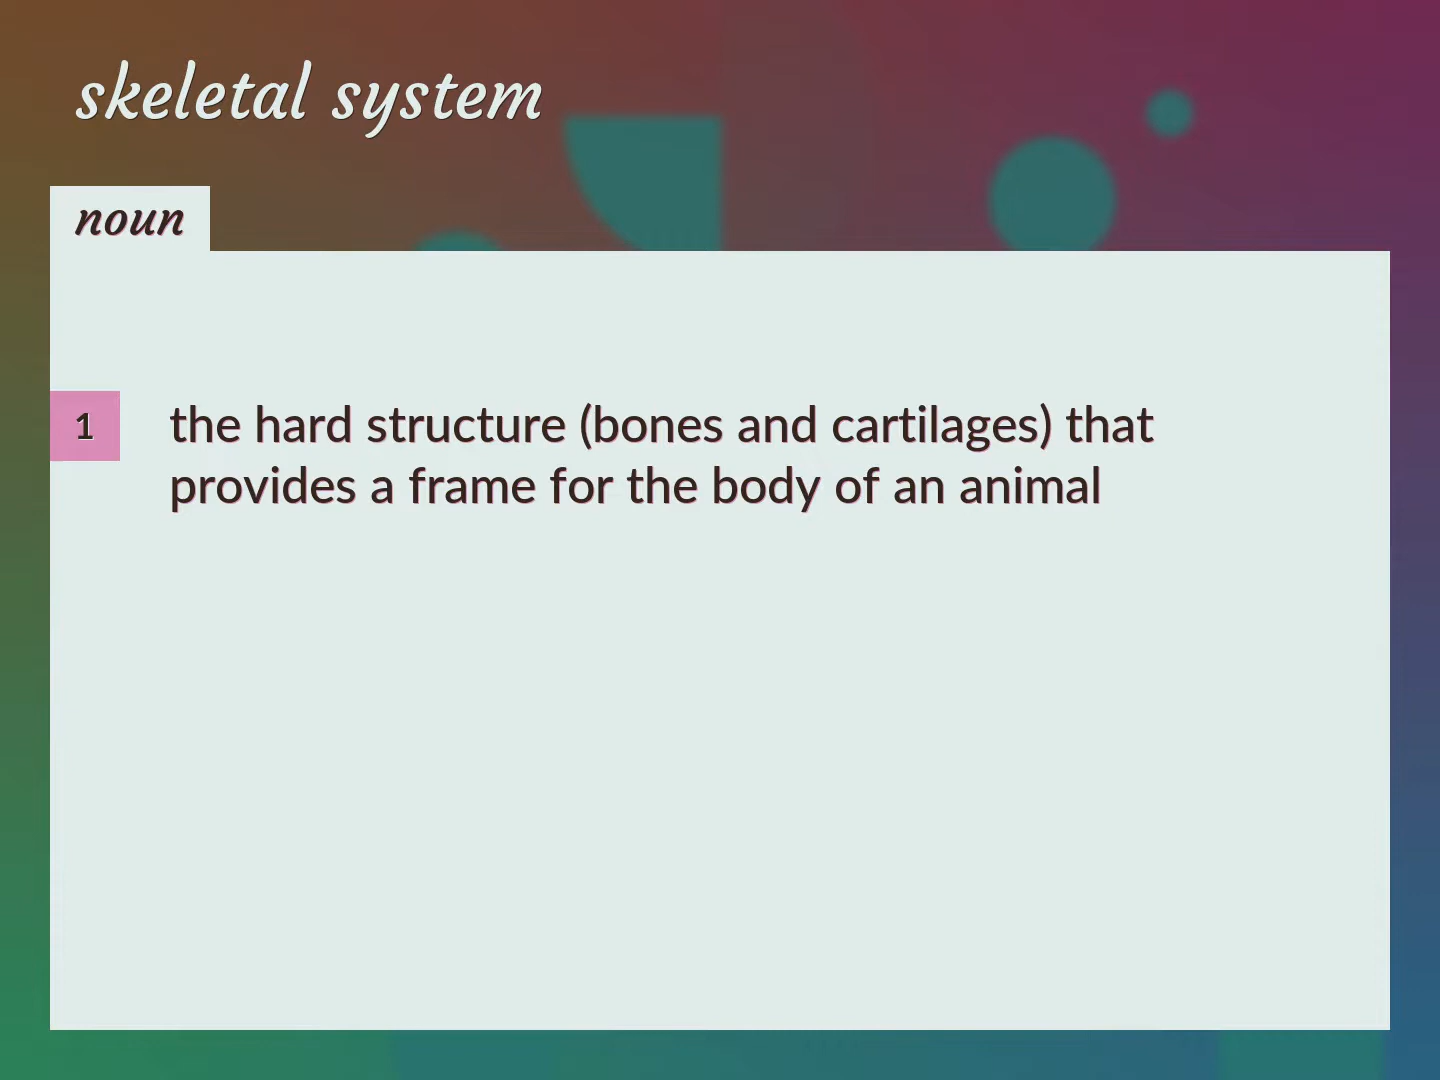 skeletal system
noun
1
the hard structure (bones and cartilages) that
provides a frame for the body of an animal